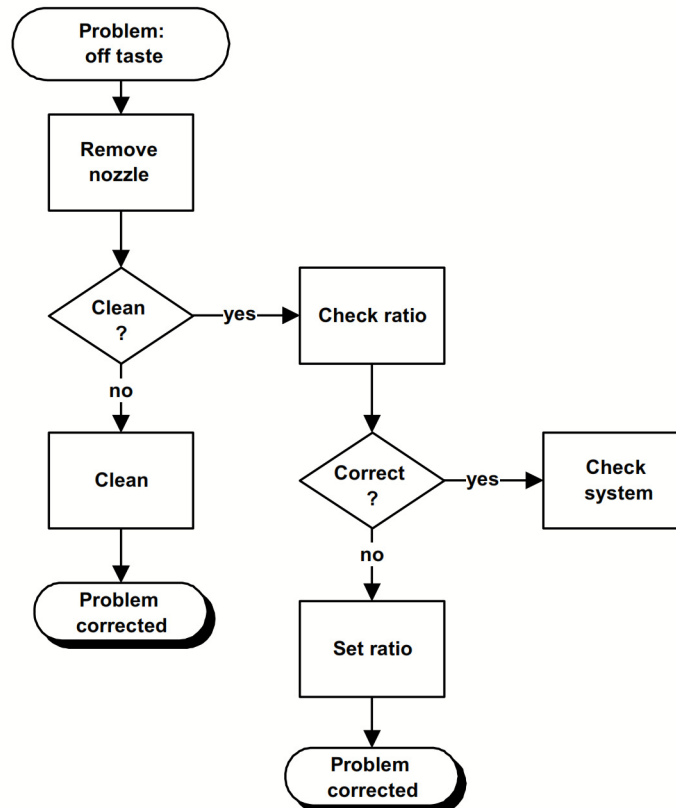 Problem:
off taste
Remove
nozzle
Clean
?
yes
Check ratio
no
Clean
Correct
?
yes
Check
system
no
Problem
corrected
Set ratio
Problem
corrected